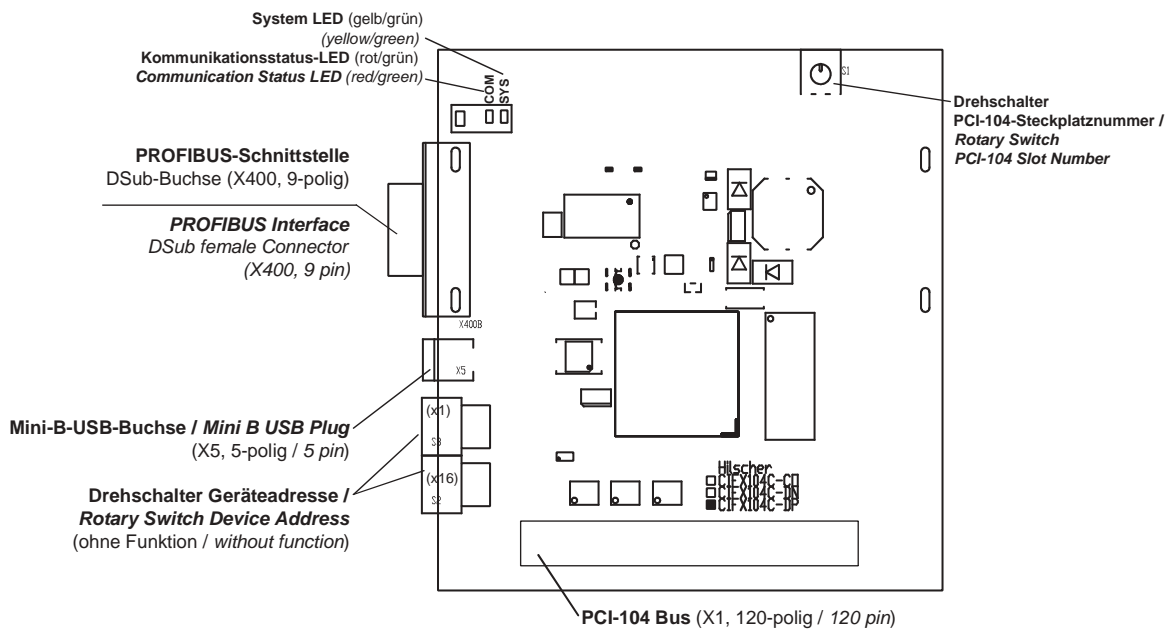 System LED (gelb/grün)
(yellow/green)
Kommunikationsstatus-LED (rot/grün)
Communication Status LED (red/green)
COM
SYS
S1
Drehschalter
PCI-104-Steckplatznummer /
Rotary Switch
PCI-104 Slot Number
PROFIBUS-Schnittstelle
DSub-Buchse (X400, 9-polig)
PROFIBUS Interface
DSub female Connector
(X400, 9 pin)
X400B
X5
Mini-B-USB-Buchse / Mini B USB Plug
(X5, 5-polig / 5 pin)
(x1)
S3
(x16)
S2
Drehschalter Geräteadresse /
Rotary Switch Device Address
(ohne Funktion / without function)
Hilscher
CIFX104C-CO
CIFX104C-DN
CIFX104C-DP
PCI-104 Bus (X1, 120-polig / 120 pin)